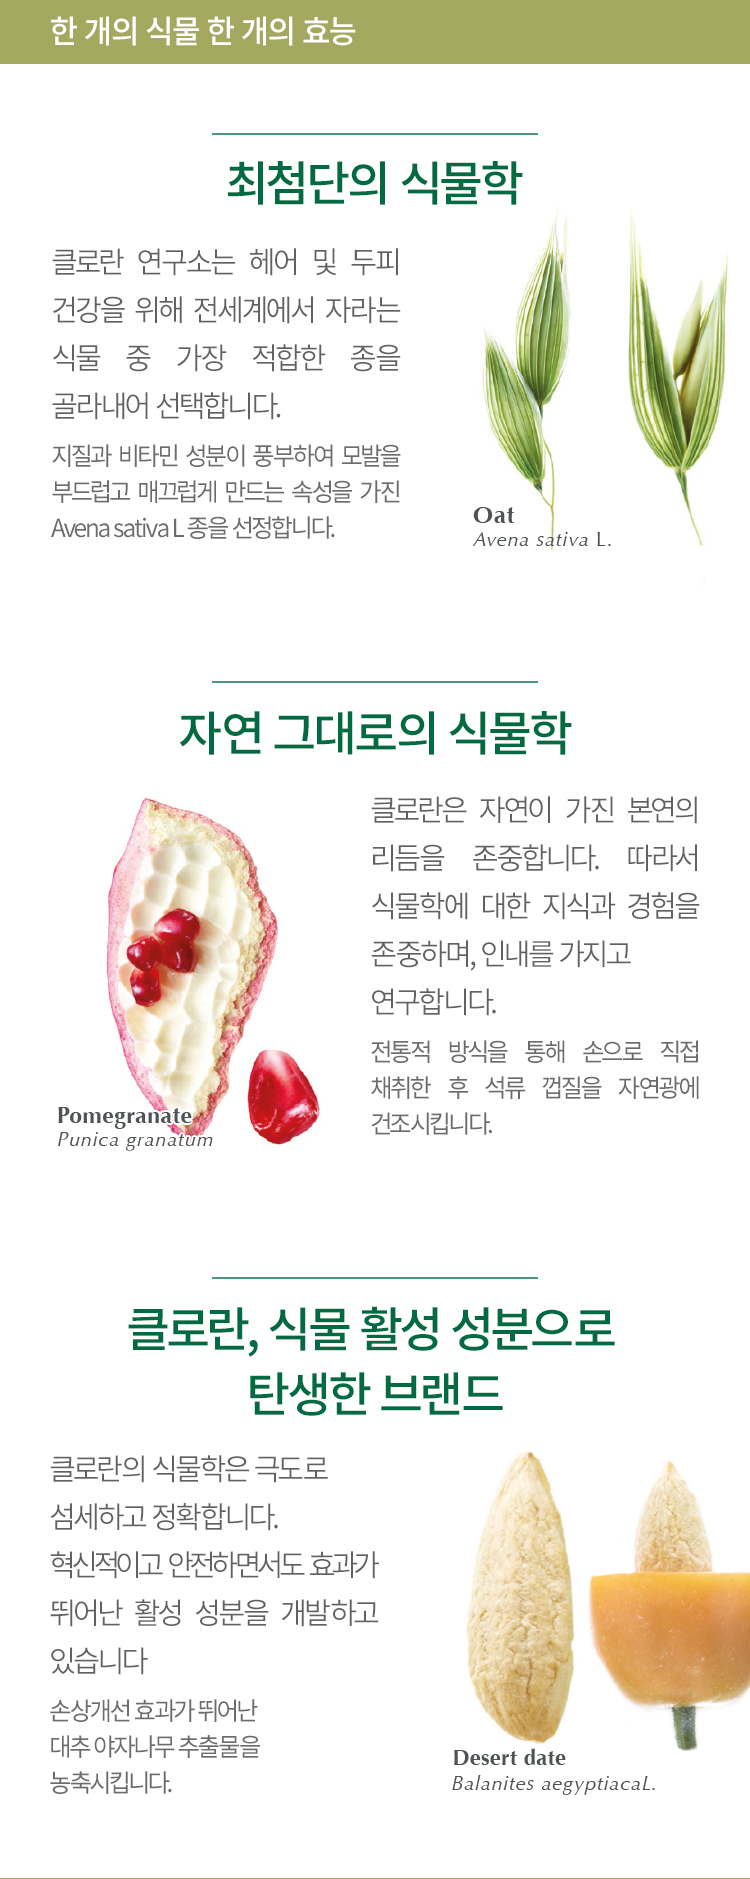 한 개의 식물 한 개의 효능
최첨단의 식물학
클로란 연구소는 헤어 및 두피
건강을 위해 전세계에서 자라는
식물 중 가장 적합한 종을
골라내어 선택합니다.
지질과 비타민 성분이 풍부하여 모발을
부드럽고 매끄럽게 만드는 속성을 가진
Avena sativa L 종을 선정합니다.
Oat
Avena sativa L.
자연 그대로의 식물학
클로란은 자연이 가진 본연의
리듬을 존중합니다. 따라서
식물학에 대한 지식과 경험을
존중하며, 인내를 가지고
연구합니다.
전통적 방식을 통해 손으로 직접
채취한 후 석류 껍질을 자연광에
건조시킵니다.
Pomegranate
Punica granatum
클로란, 식물 활성 성분으로
탄생한 브랜드
클로란의 식물학은 극도로
섬세하고 정확합니다.
혁신적이고 안전하면서도 효과가
뛰어난 활성 성분을 개발하고
있습니다
손상개선 효과가 뛰어난
대추 야자나무 추출물을
농축시킵니다.
Desert date
Balanites aegyptiacaL.